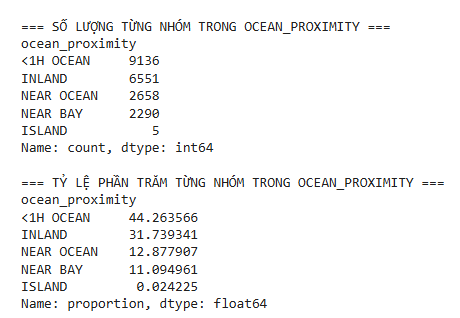 === SỐ LƯỢNG TỪNG NHÓM TRONG OCEAN_PROXIMITY ===
ocean_proximity
<1H OCEAN     9136
INLAND        6551
NEAR OCEAN    2658
NEAR BAY      2290
ISLAND           5
Name: count, dtype: int64
=== TỶ LỆ PHẦN TRĂM TỪNG NHÓM TRONG OCEAN_PROXIMITY ===
ocean_proximity
<1H OCEAN     44.263566
INLAND        31.739341
NEAR OCEAN    12.877907
NEAR BAY      11.094961
ISLAND         0.024225
Name: proportion, dtype: float64